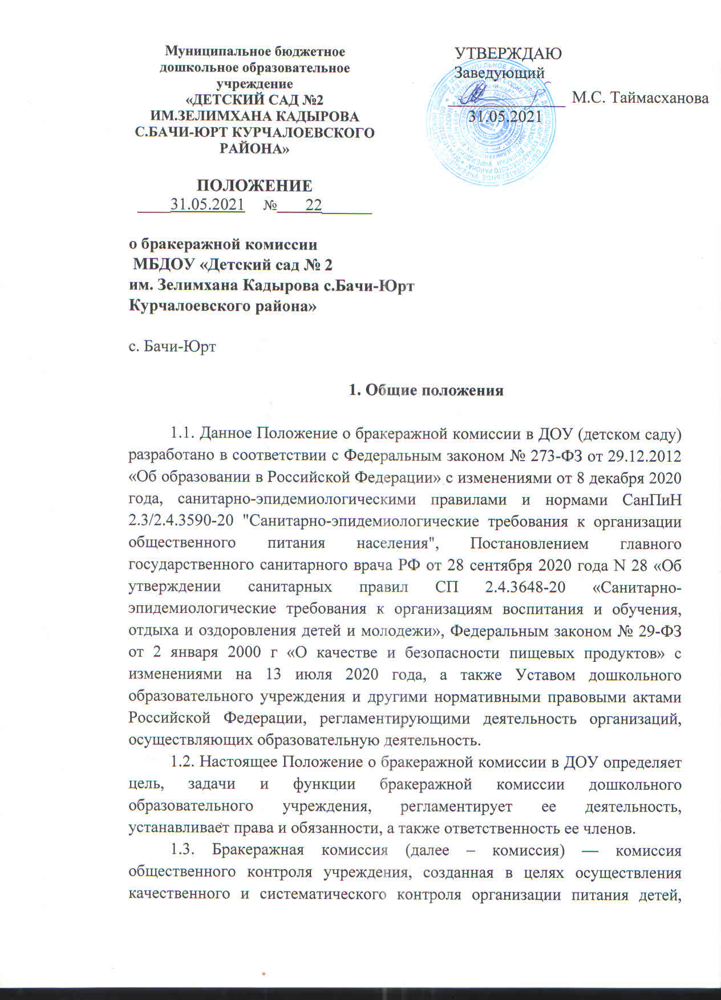 Муниципальное бюджетное
дошкольное образовательное
учреждение
«ДЕТСКИЙ САД №2
ИМ.ЗЕЛИМХАНА КАДЫРОВА
С.БАЧИ-ЮРТ КУРЧАЛОЕВСКОГО
РАЙОНА»
ПОЛОЖЕНИЕ
31.05.2021 № 22
УТВЕРЖДАЮ
Заведующий
М.С. Таймасханова
31.05.2021
о бракеражной комиссии
МБДОУ «Детский сад № 2
им. Зелимхана Кадырова с.Бачи-Юрт
Курчалоевского района»
с. Бачи-Юрт
1. Общие положения
1.1. Данное Положение о бракеражной комиссии в ДОУ (детском саду)
разработано в соответствии с Федеральным законом № 273-ФЗ от 29.12.2012
«Об образовании в Российской Федерации» с изменениями от 8 декабря 2020
года, санитарно-эпидемиологическими правилами и нормами СанПиН
2.3/2.4.3590-20 "Санитарно-эпидемиологические требования к организации
общественного питания населения", Постановлением главного
государственного санитарного врача РФ от 28 сентября 2020 года N 28 «Об
утверждении санитарных правил СП 2.4.3648-20 «Санитарно-
эпидемиологические требования к организациям воспитания и обучения,
отдыха и оздоровления детей и молодежи», Федеральным законом № 29-ФЗ
от 2 января 2000 г «О качестве и безопасности пищевых продуктов» с
изменениями на 13 июля 2020 года, а также Уставом дошкольного
образовательного учреждения и другими нормативными правовыми актами
Российской Федерации, регламентирующими деятельность организаций,
осуществляющих образовательную деятельность.
1.2. Настоящее Положение о бракеражной комиссии в ДОУ определяет
цель, задачи и функции бракеражной комиссии дошкольного
образовательного учреждения, регламентирует ее деятельность,
устанавливает права и обязанности, а также ответственность ее членов.
1.3. Бракеражная комиссия (далее – комиссия) — комиссия
общественного контроля учреждения, созданная в целях осуществления
качественного и систематического контроля организации питания детей,